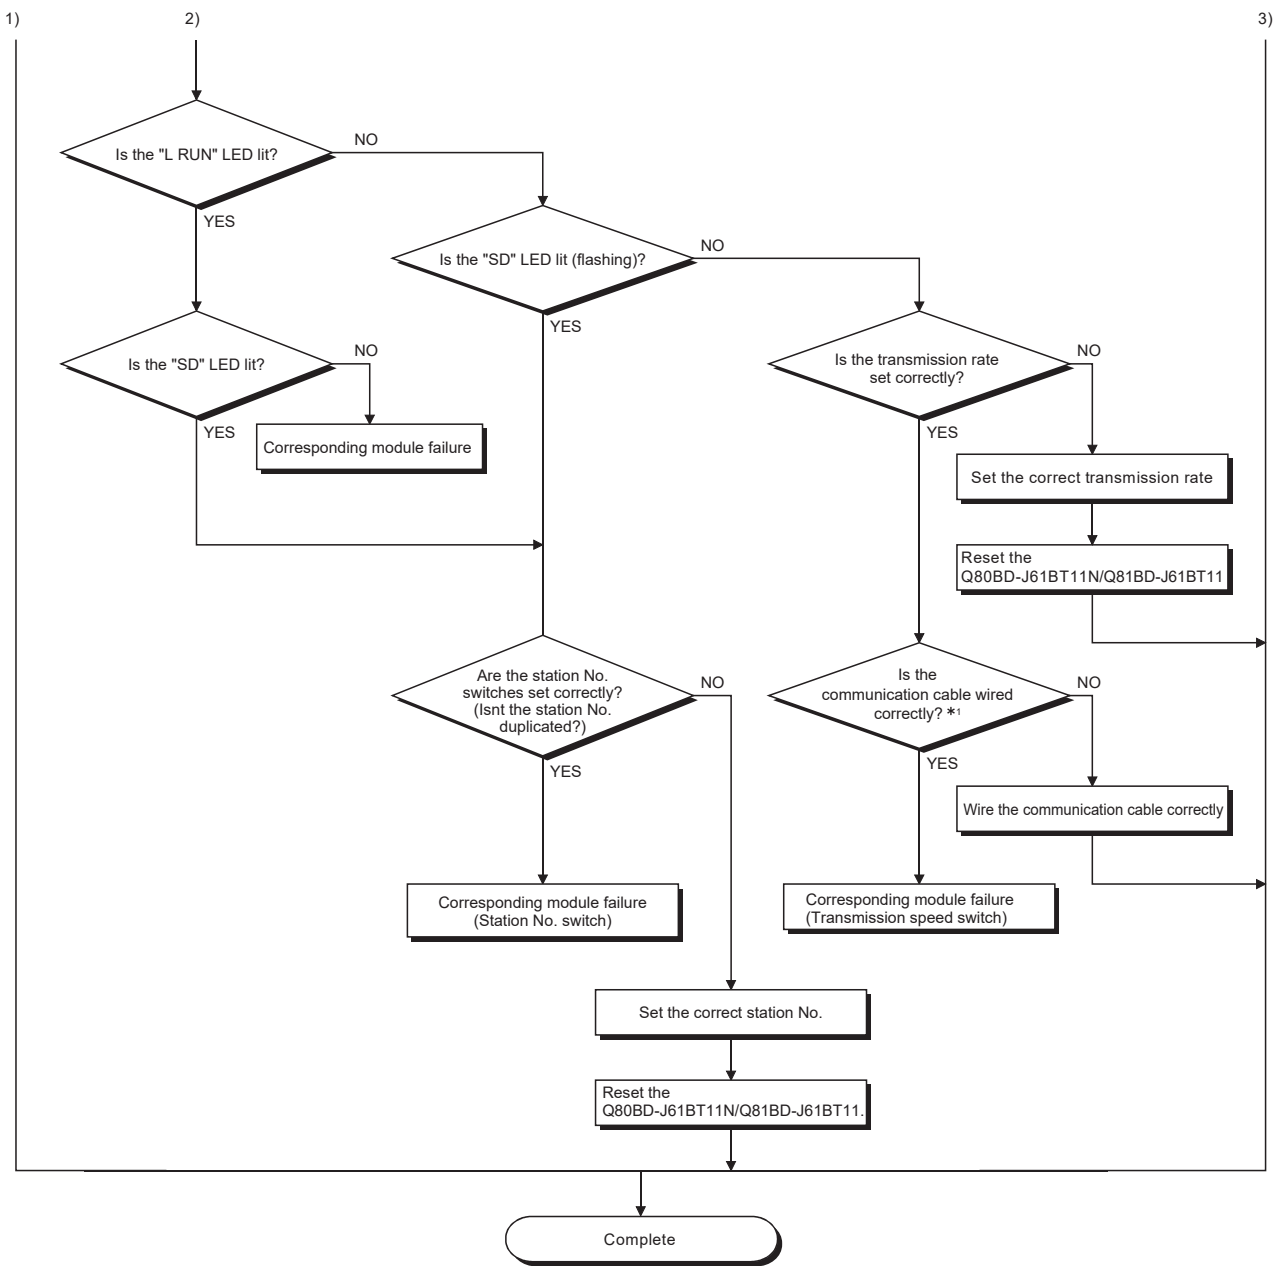 1)
2)
3)
Is the "L RUN" LED lit?
NO
YES
Is the "SD" LED lit (flashing)?
NO
YES
Is the "SD" LED lit?
NO
YES
Corresponding module failure
Is the transmission rate
set correctly?
NO
YES
Set the correct transmission rate
Reset the
Q80BD-J61BT11N/Q81BD-J61BT11
Are the station No.
switches set correctly?
(Isnt the station No.
duplicated?)
NO
YES
Is the
communication cable wired
correctly? *1
NO
YES
Wire the communication cable correctly
Corresponding module failure
(Station No. switch)
Corresponding module failure
(Transmission speed switch)
Set the correct station No.
Reset the
Q80BD-J61BT11N/Q81BD-J61BT11.
Complete